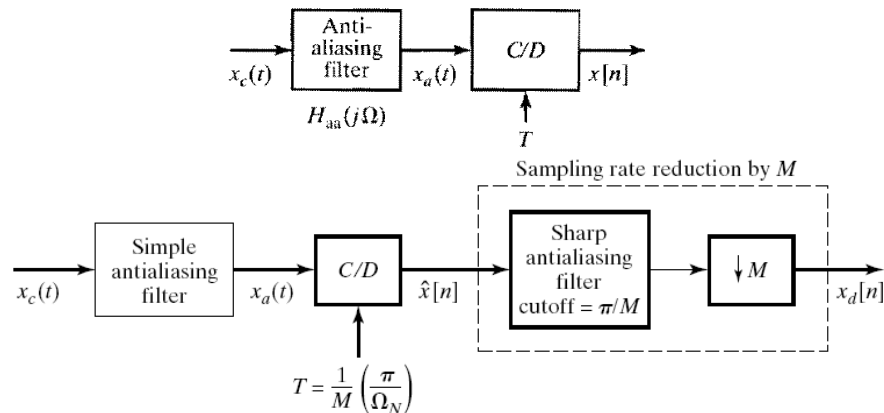 Anti-
aliasing
filter
C/D
x_c(t)
x_a(t)
x[n]
H_aa(jΩ)
T
Sampling rate reduction by M
Simple
antialiasing
filter
C/D
Sharp
antialiasing
filter
cutoff = π/M
↓M
x_c(t)
x_a(t)
x̂[n]
x_d[n]
T = 1/M (π/Ω_N)